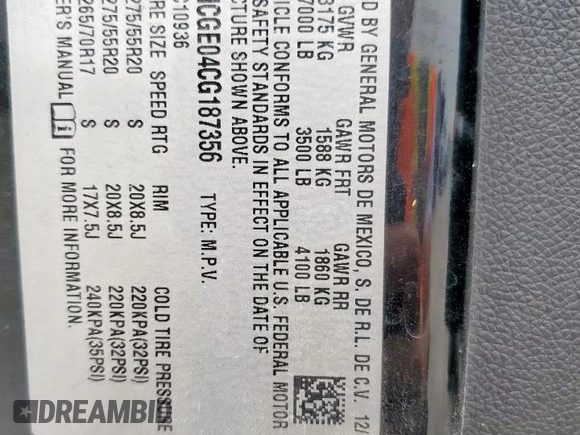 D BY GENERAL MOTORS DE MEXICO, S. DE R.L. DE C.V. 12/
GVWR GAWR FRT GAWR RR
3175 KG 1588 KG 1860 KG
7000 LB 3500 LB 4100 LB
ICLE CONFORMS TO ALL APPLICABLE U.S. FEDERAL MOTOR
SAFETY STANDARDS IN EFFECT ON THE DATE OF
CTURE SHOWN ABOVE.
CGE04CG187356 TYPE: M.P.V.
10936
RE SIZE SPEED RTG RIM COLD TIRE PRESSURE
275/55R20 S 20X8.5J 220KPA(32PSI)
275/55R20 S 20X8.5J 220KPA(32PSI)
265/70R17 S 17X7.5J 240KPA(35PSI)
ER'S MANUAL FOR MORE INFORMATION.
DREAMBI